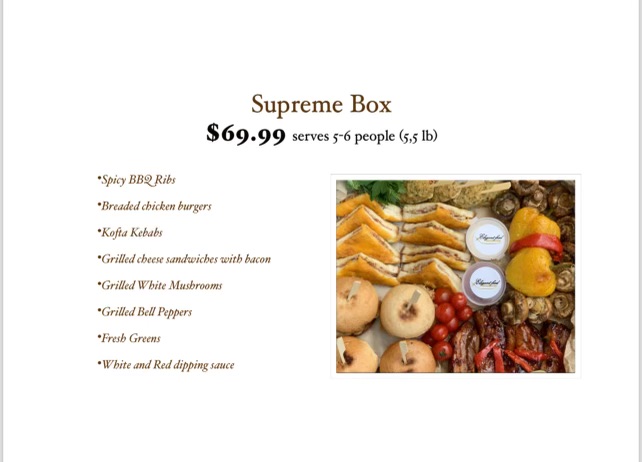 Supreme Box
$69.99 serves 5-6 people (5,5 lb)
*Spicy BBQ Ribs
*Breaded chicken burgers
*Kofta Kebabs
*Grilled cheese sandwiches with bacon
*Grilled White Mushrooms
*Grilled Bell Peppers
*Fresh Greens
*White and Red dipping sauce